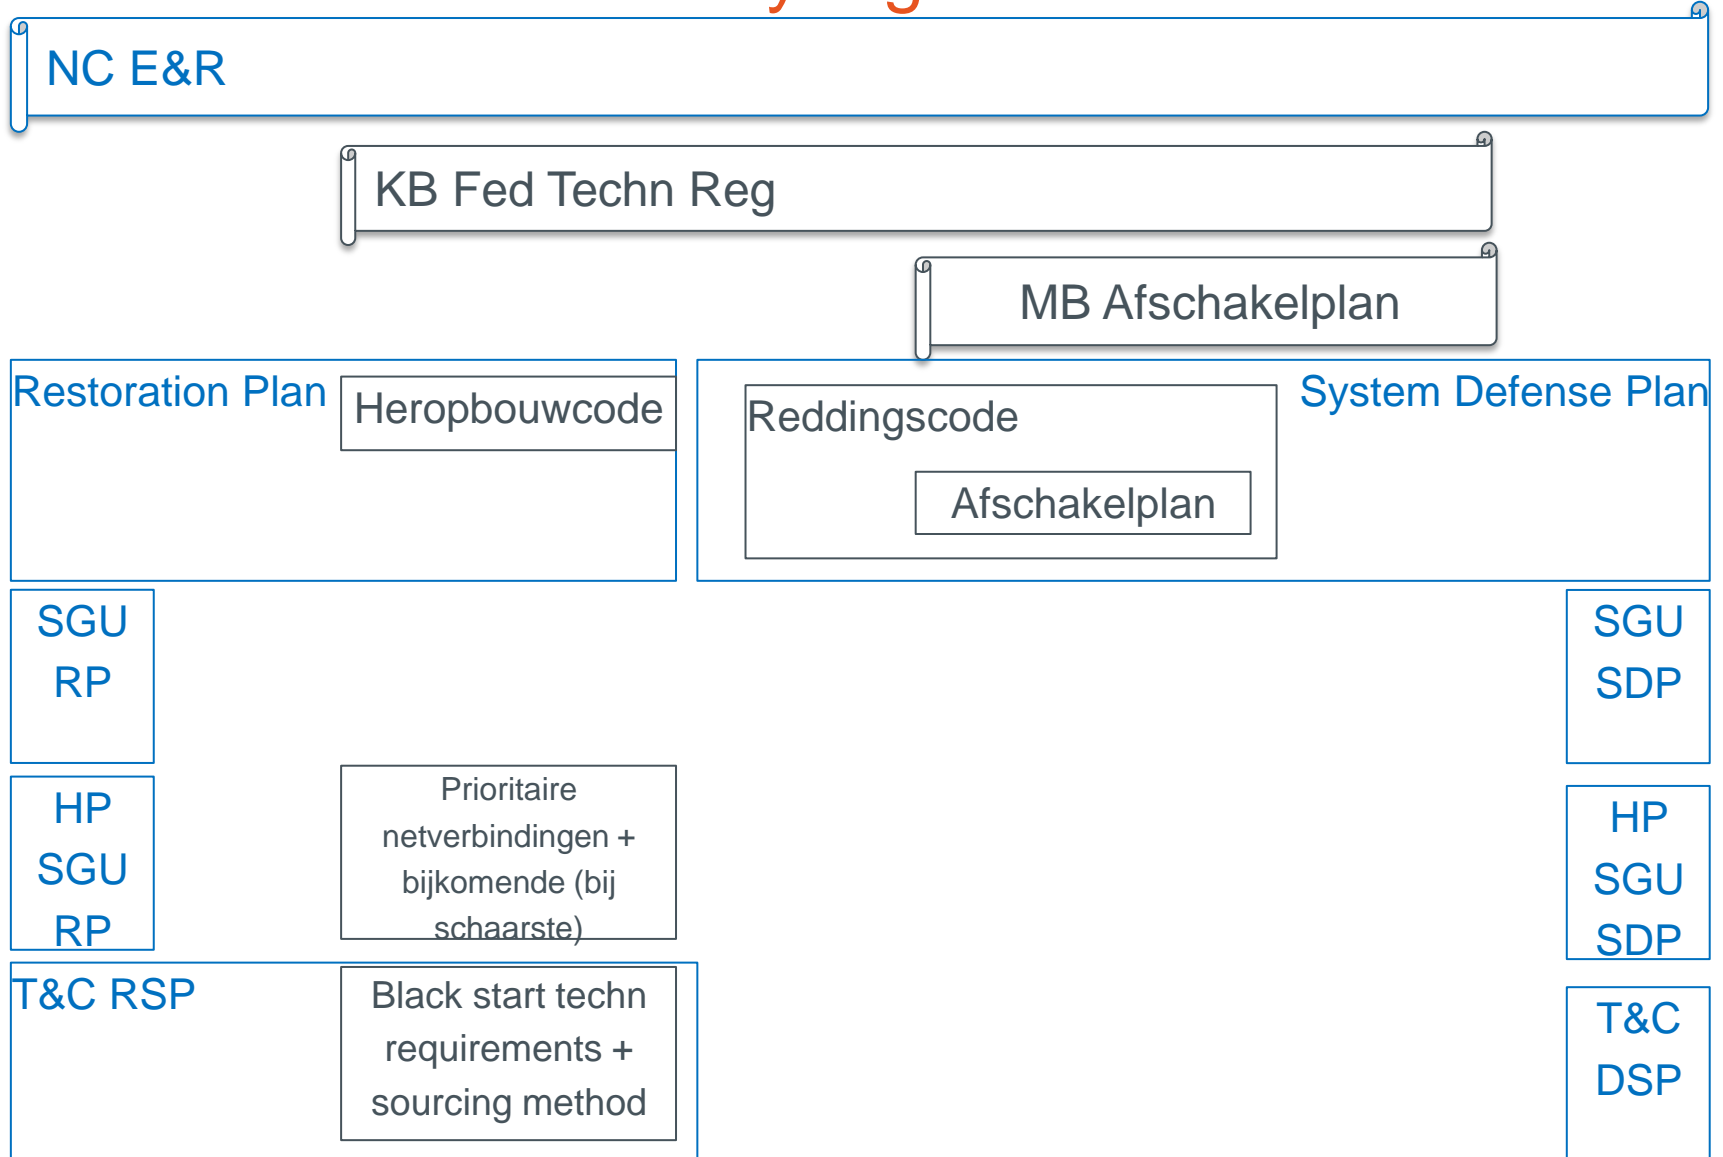 NC E&R
KB Fed Techn Reg
MB Afschakelplan
Restoration Plan
Heropbouwcode
Reddingscode
System Defense Plan
Afschakelplan
SGU
RP
SGU
SDP
HP
SGU
RP
Prioritaire
netverbindingen +
bijkomende (bij
schaarste)
HP
SGU
SDP
T&C RSP
Black start techn
requirements +
sourcing method
T&C
DSP